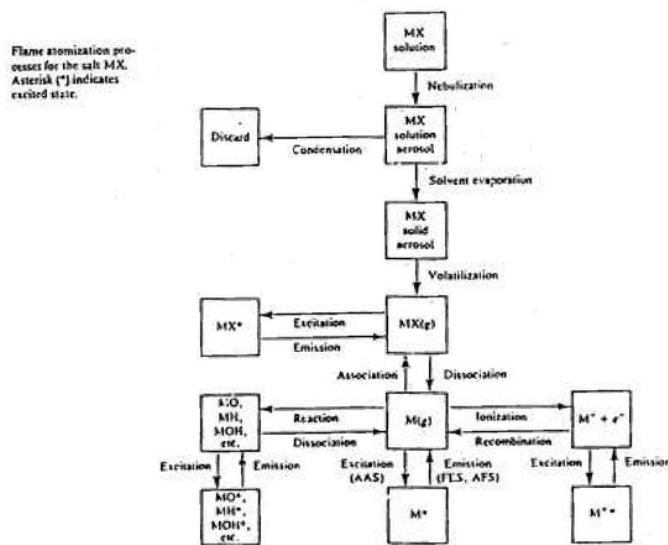 Flame atomization pro-
cesses for the salt MX.
Asterisk (*) indicates
excited state.
MX
solution
Nebulization
Discard
Condensation
MX
solution
aerosol
Solvent evaporation
MX
solid
aerosol
Volatilization
MX*
Excitation
Emission
MX(g)
Association
Dissociation
MO,
MH,
MOH,
etc.
Reaction
Dissociation
M(g)
Ionization
Recombination
M⁺ + e⁻
Excitation
Emission
Excitation
(AAS)
Emission
(FES, AFS)
Excitation
Emission
MO*,
MH*,
MOH*,
etc.
M*
M⁺*